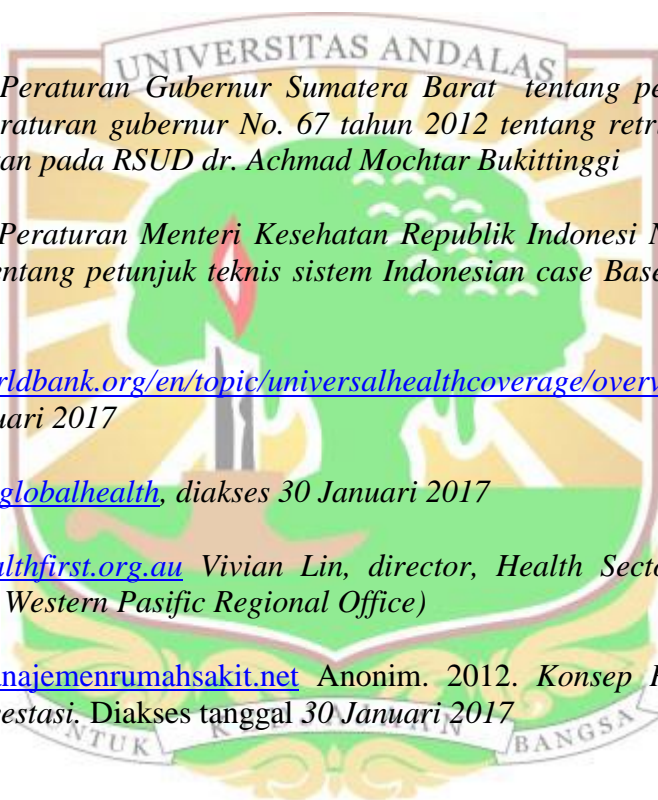 UNIVERSITAS ANDALAS
Peraturan Gubernur Sumatera Barat tentang pe
raturan gubernur No. 67 tahun 2012 tentang retr
an pada RSUD dr. Achmad Mochtar Bukittinggi
Peraturan Menteri Kesehatan Republik Indonesi N
entang petunjuk teknis sistem Indonesian case Base
rldbank.org/en/topic/universalhealthcoverage/overv
uari 2017
globalhealth, diakses 30 Januari 2017
althfirst.org.au Vivian Lin, director, Health Secto
Western Pasific Regional Office)
anajemenrumahsakit.net Anonim. 2012. Konsep
estasi. Diakses tanggal 30 Januari 2017
UNTUK BANGSA